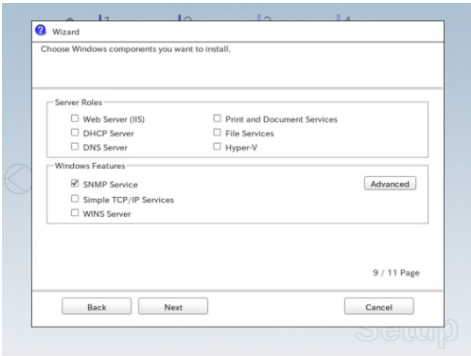 Wizard
Choose Windows components you want to install.
Server Roles
Web Server (IIS)
Print and Document Services
DHCP Server
File Services
DNS Server
Hyper-V
Windows Features
SNMP Service
Advanced
Simple TCP/IP Services
WINS Server
9 / 11 Page
Back
Next
Cancel
Setup